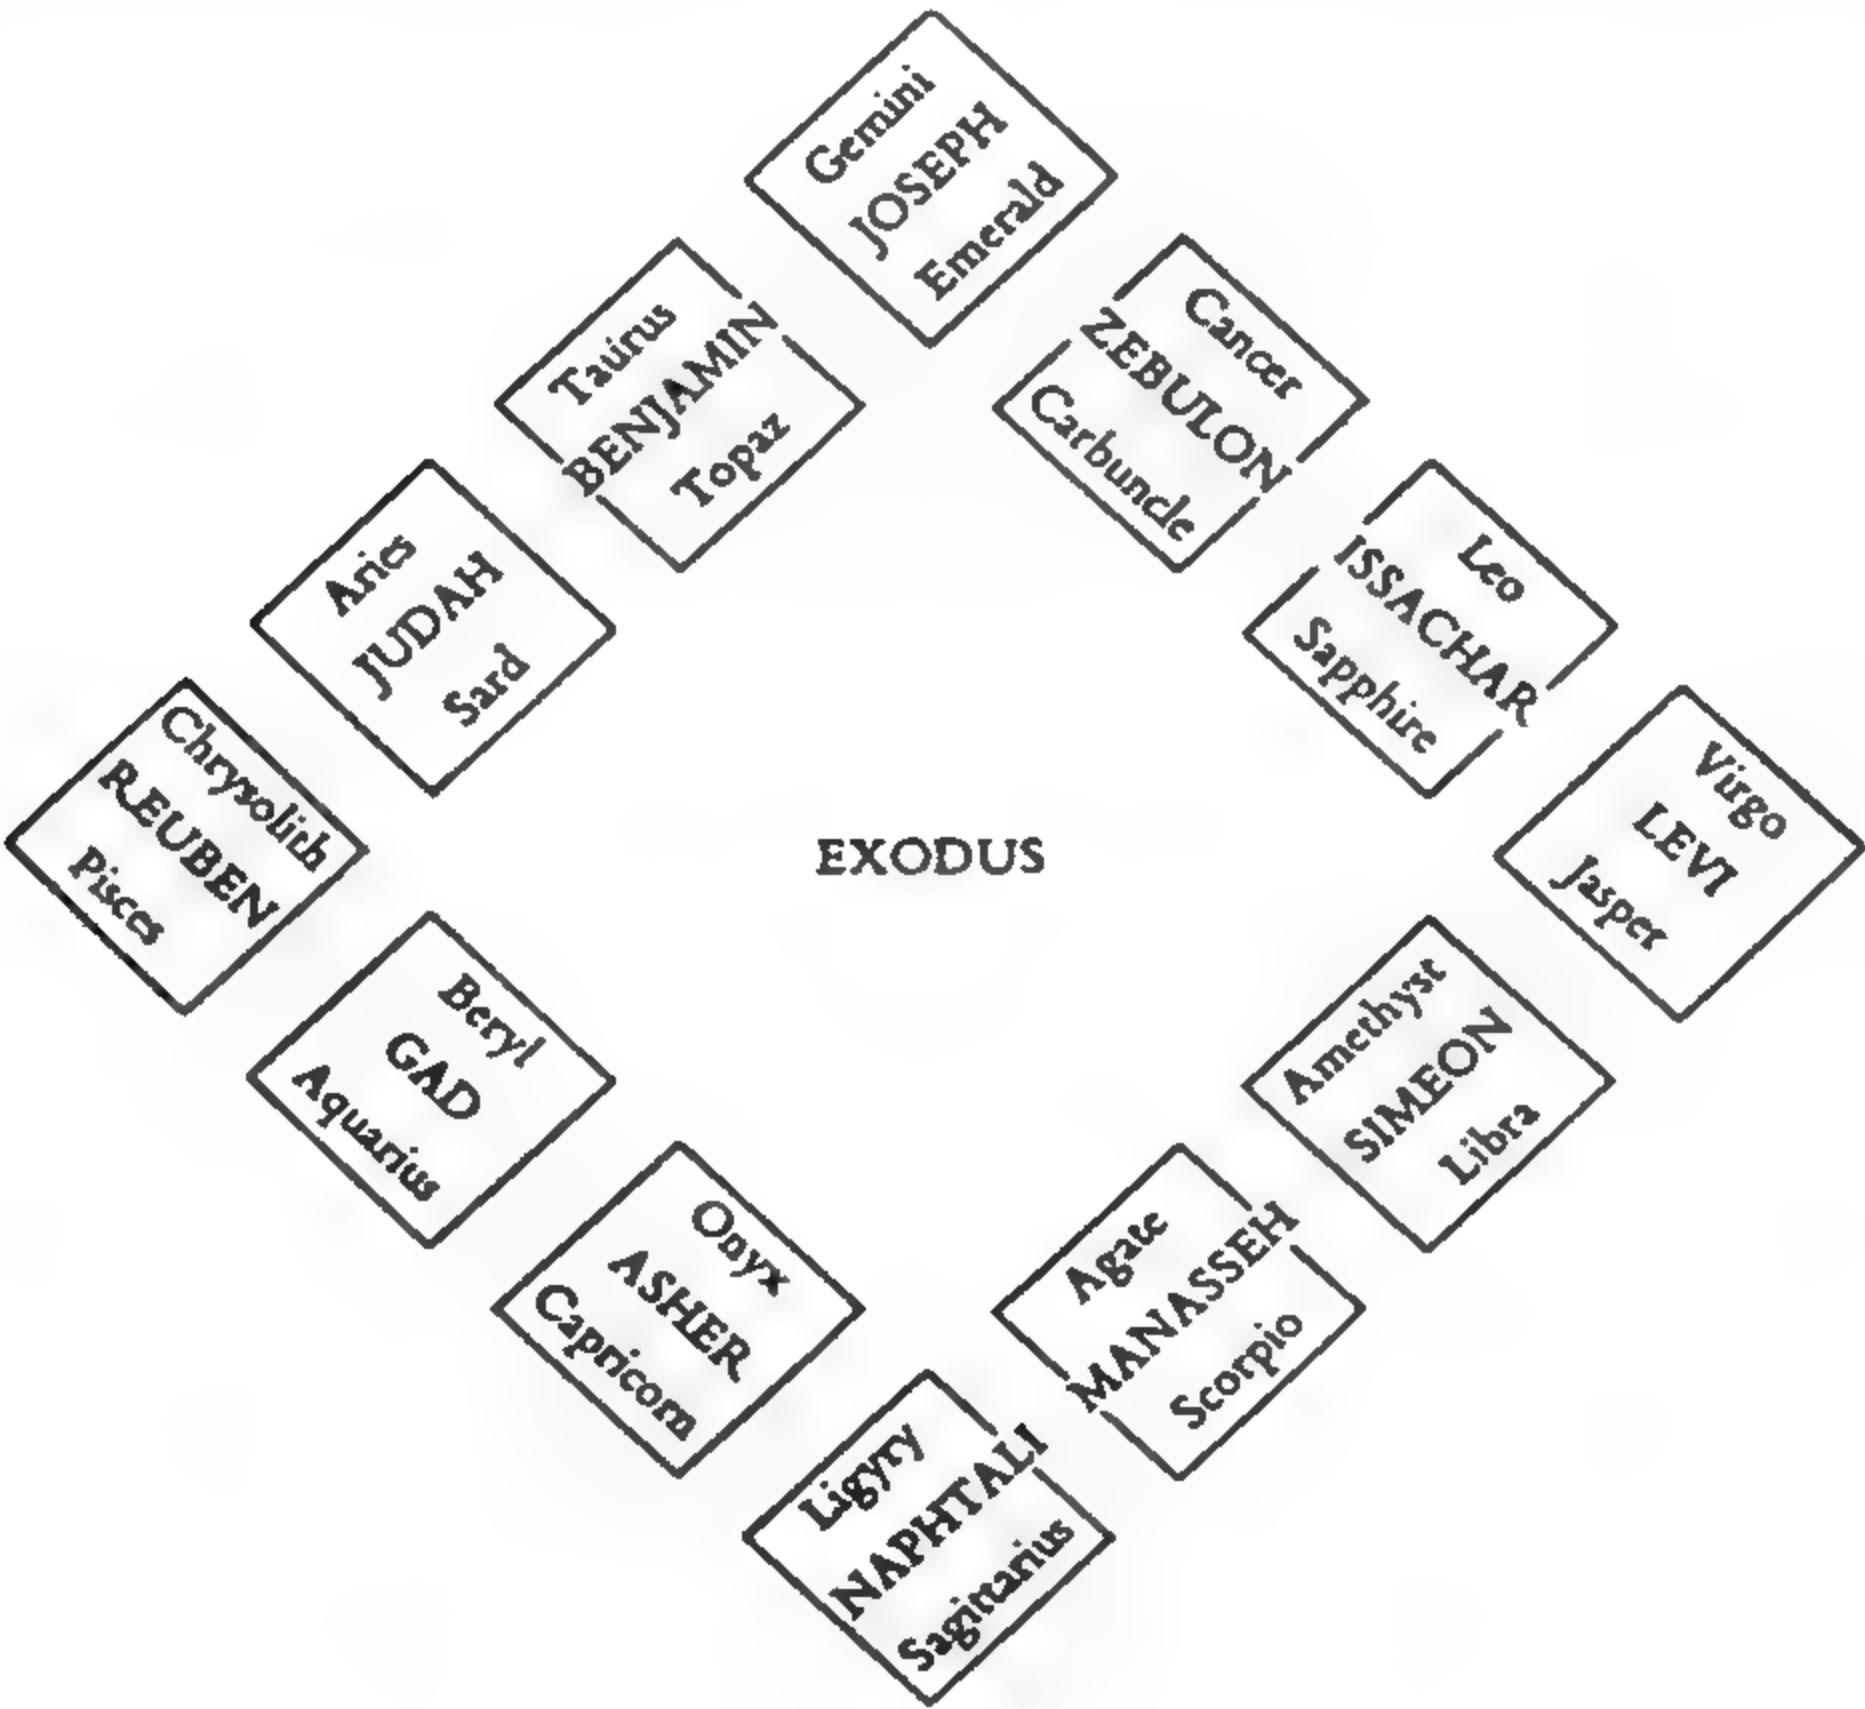 Gemini
JOSEPH
Emerald
Taurus
BENJAMIN
Topaz
Cancer
ZEBULON
Carbuncle
Aries
JUDAH
Sard
Leo
ISSACHAR
Sapphire
Chrysolith
REUBEN
Pisces
EXODUS
Virgo
LEVI
Jasper
Beryl
GAD
Aquarius
Amethyst
SIMEON
Libra
Onyx
ASHER
Capricorn
Agate
MANASSEH
Scorpio
Ligyry
NAPHTALI
Sagittarius